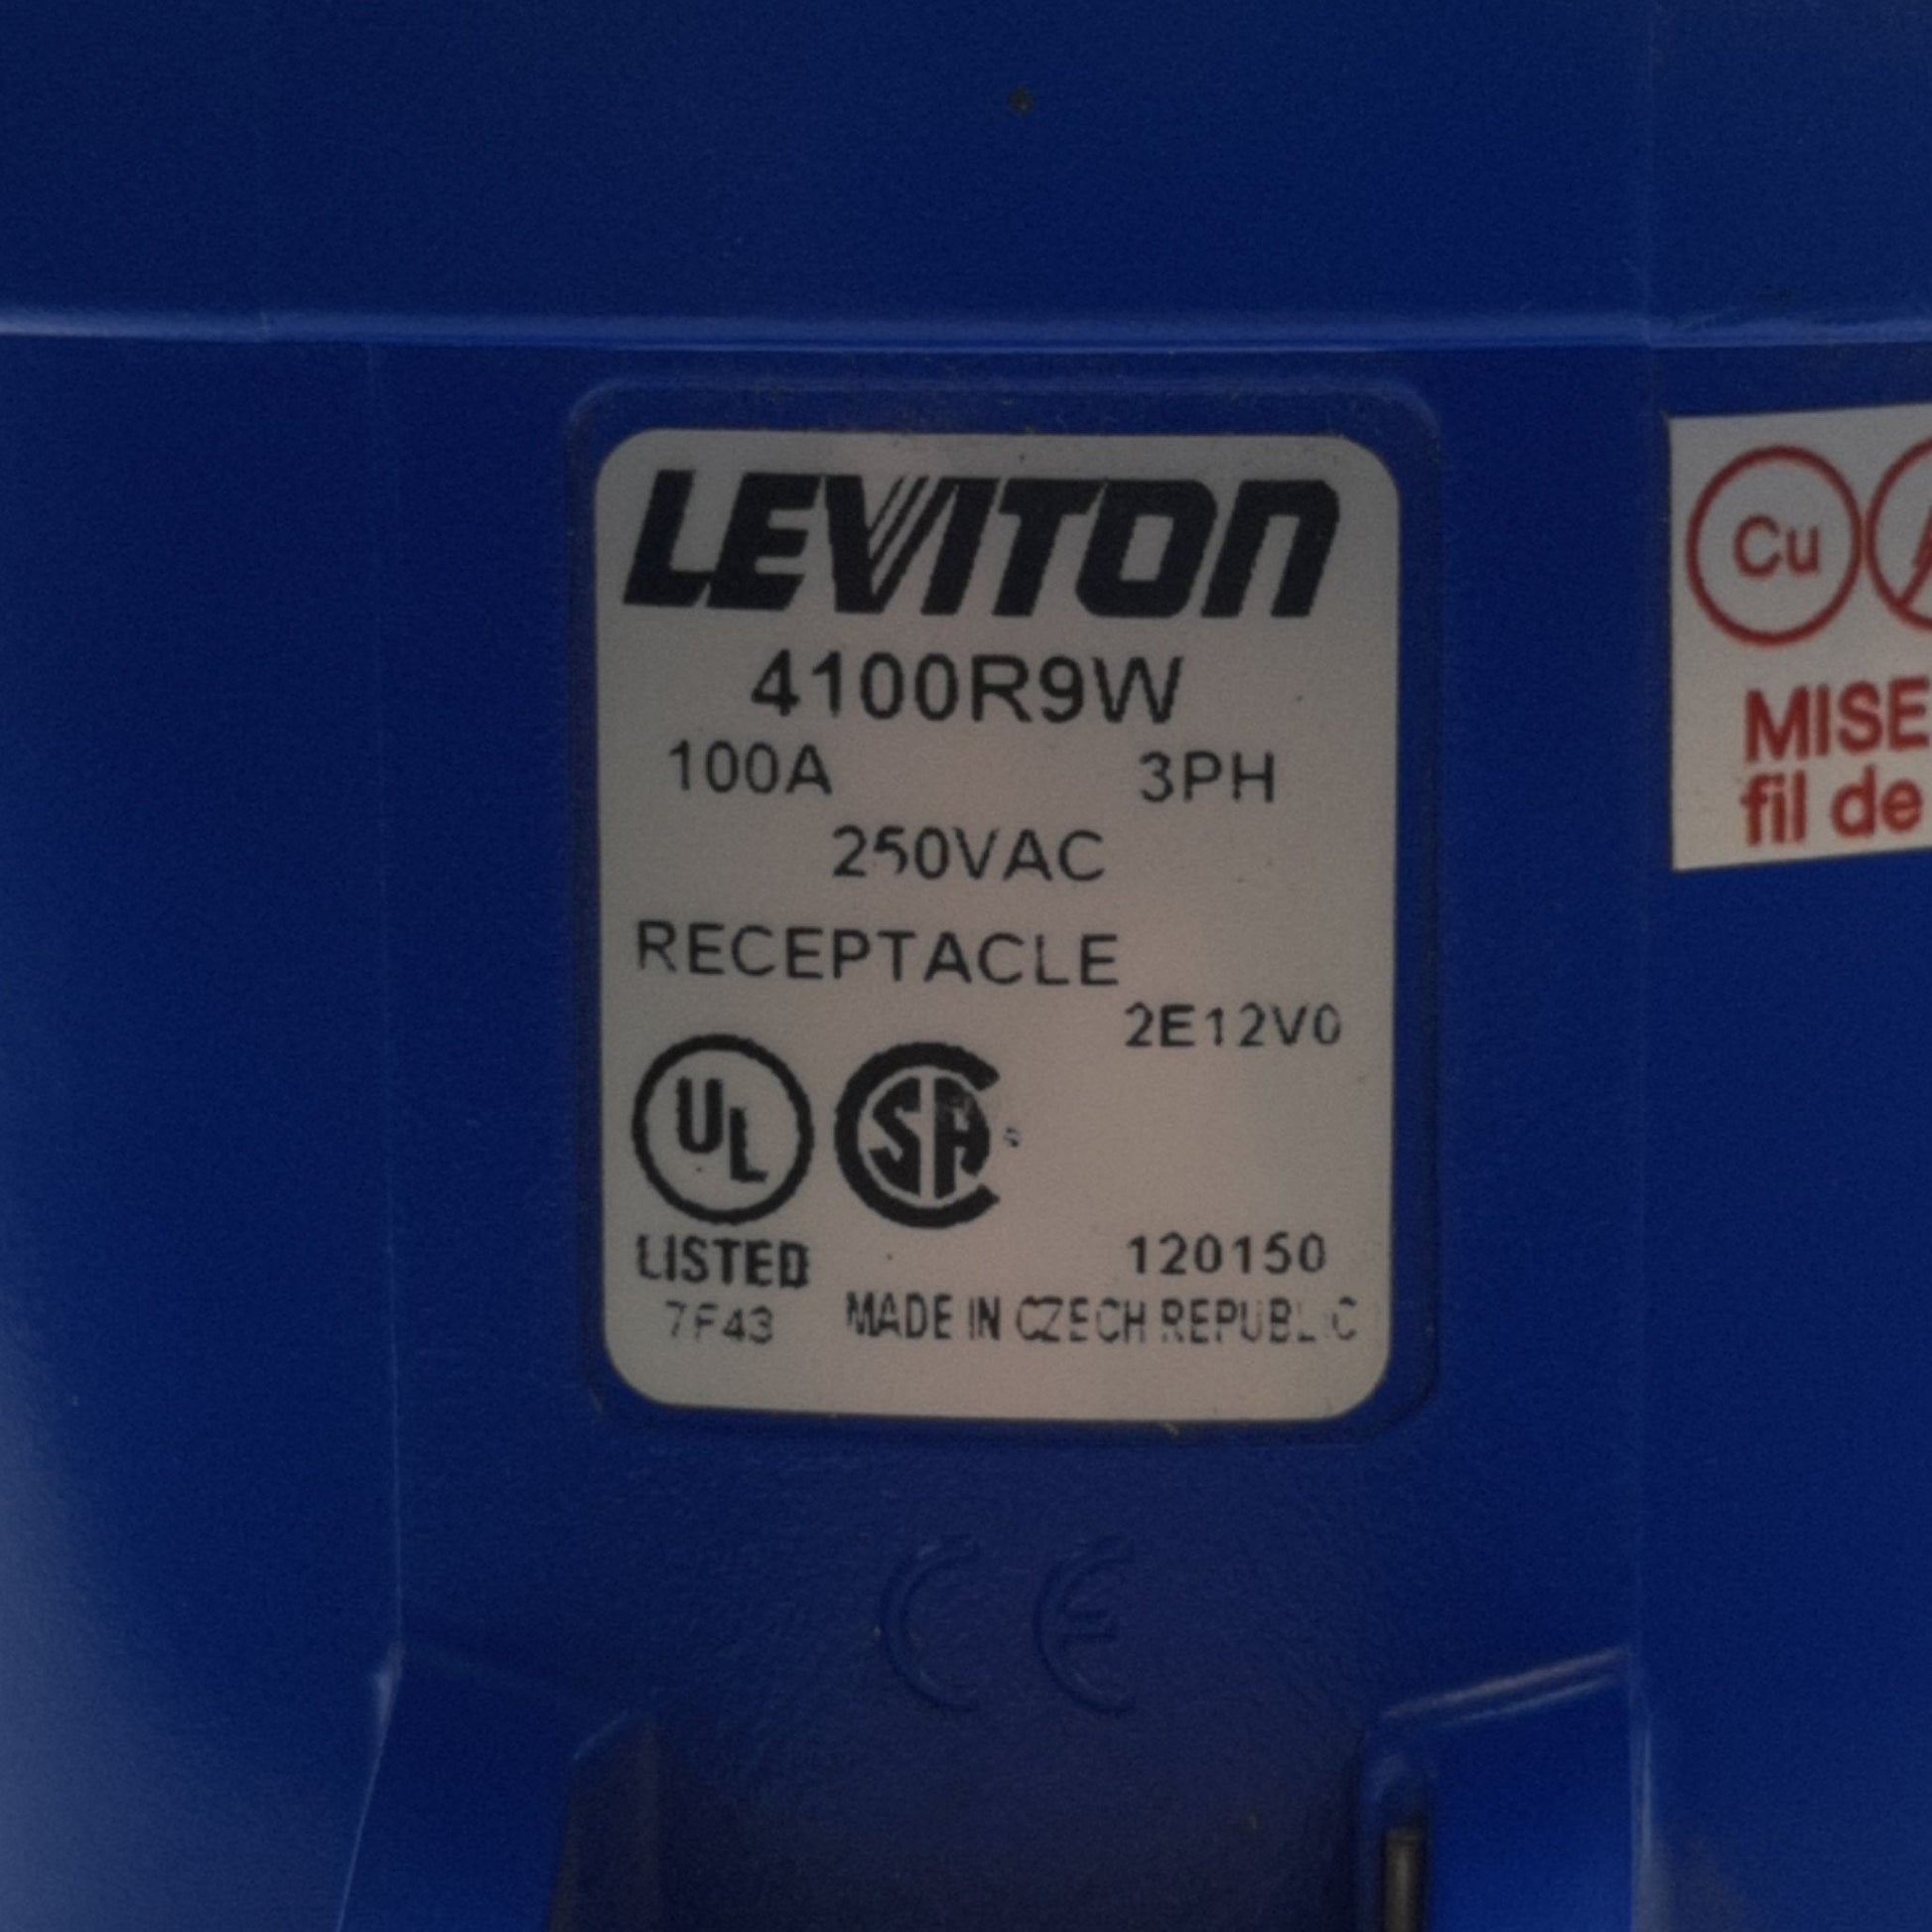 LEVITON
4100R9W
100A 3PH
250VAC
RECEPTACLE
2E12V0
UL SA
LISTED
7F43
120150
MADE IN CZECH REPUBLIC
CE
Cu
MISE
fil de